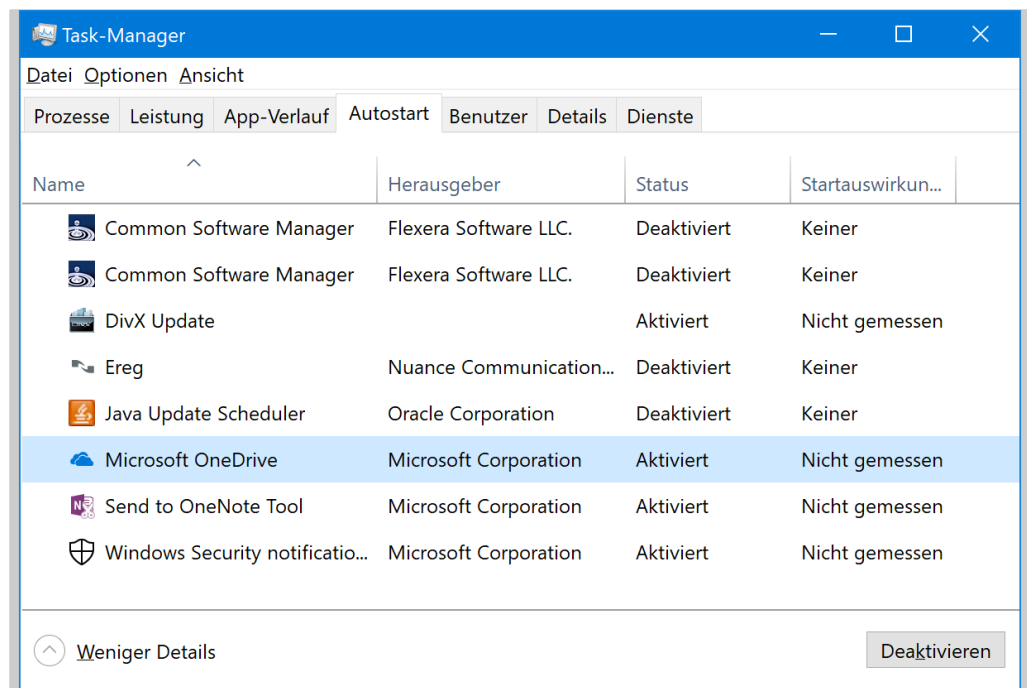 Task-Manager
Datei Optionen Ansicht
Prozesse Leistung App-Verlauf Autostart Benutzer Details Dienste
Name Herausgeber Status Startauswirkun...
Common Software Manager Flexera Software LLC. Deaktiviert Keiner
Common Software Manager Flexera Software LLC. Deaktiviert Keiner
DivX Update Aktiviert Nicht gemessen
Ereg Nuance Communication... Deaktiviert Keiner
Java Update Scheduler Oracle Corporation Deaktiviert Keiner
Microsoft OneDrive Microsoft Corporation Aktiviert Nicht gemessen
Send to OneNote Tool Microsoft Corporation Aktiviert Nicht gemessen
Windows Security notificatio... Microsoft Corporation Aktiviert Nicht gemessen
Weniger Details Deaktivieren